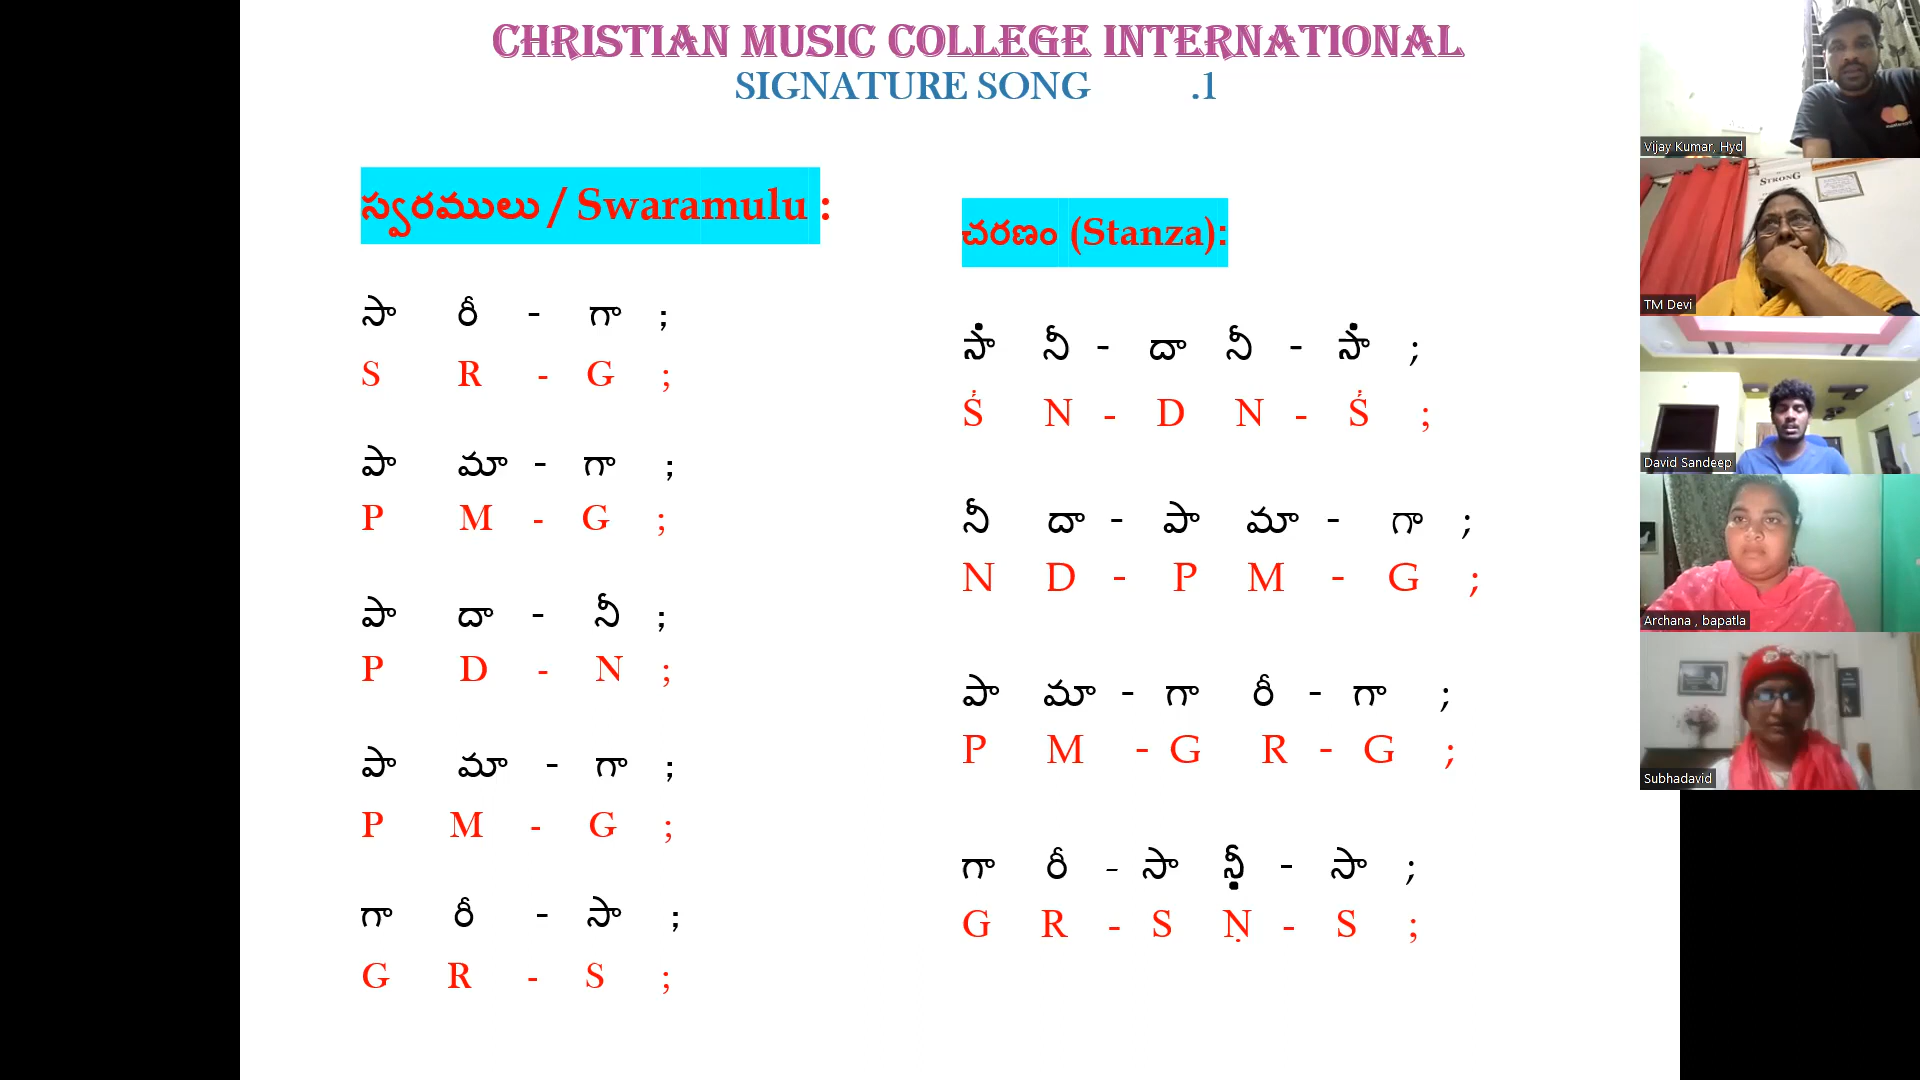 CHRISTIAN MUSIC COLLEGE INTERNATIONAL
SIGNATURE SONG .1
స్వరములు / Swaramulu :
సా రీ - గా ;
S R - G ;
పా మా - గా ;
P M - G ;
పా దా - నీ ;
P D - N ;
పా మా - గా ;
P M - G ;
గా రీ - సా ;
G R - S ;
చరణం (Stanza):
సా̇ నీ - దా నీ - సా̇ ;
Ṡ N - D N - Ṡ ;
నీ దా - పా మా - గా ;
N D - P M - G ;
పా మా - గా రీ - గా ;
P M - G R - G ;
గా రీ - సా నీ̣ - సా ;
G R - S Ṇ - S ;
Vijay Kumar, Hyd
STRONG
TM Devi
David Sandeep
Archana , bapatla
Subhadavid